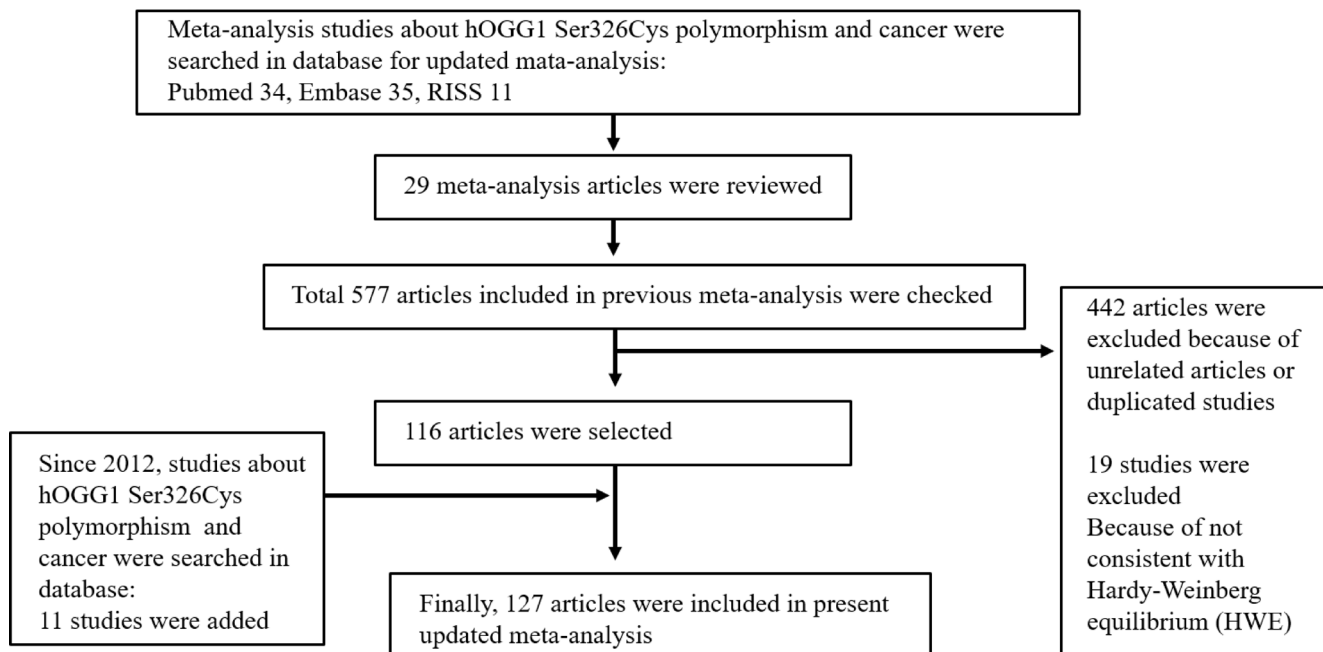 Meta-analysis studies about hOGG1 Ser326Cys polymorphism and cancer were
searched in database for updated mata-analysis:
Pubmed 34, Embase 35, RISS 11
29 meta-analysis articles were reviewed
Total 577 articles included in previous meta-analysis were checked
442 articles were
excluded because of
unrelated articles or
duplicated studies
19 studies were
excluded
Because of not
consistent with
Hardy-Weinberg
equilibrium (HWE)
116 articles were selected
Since 2012, studies about
hOGG1 Ser326Cys
polymorphism and
cancer were searched in
database:
11 studies were added
Finally, 127 articles were included in present
updated meta-analysis